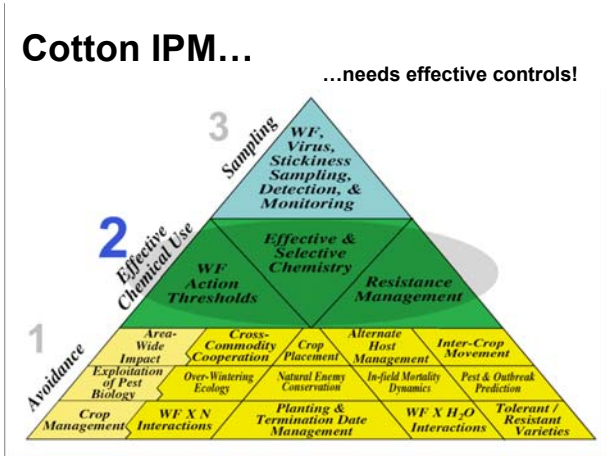 Cotton IPM…
…needs effective controls!
3
Sampling
WF,
Virus,
Stickiness
Sampling,
Detection, &
Monitoring
2
Effective
Chemical Use
WF
Action
Thresholds
Effective &
Selective
Chemistry
Resistance
Management
1
Avoidance
Area-
Wide
Impact
Cross-
Commodity
Cooperation
Crop
Placement
Alternate
Host
Management
Inter-Crop
Movement
Exploitation
of Pest
Biology
Over-Wintering
Ecology
Natural Enemy
Conservation
In-field Mortality
Dynamics
Pest & Outbreak
Prediction
Crop
Management
WF X N
Interactions
Planting &
Termination Date
Management
WF X H₂O
Interactions
Tolerant /
Resistant
Varieties